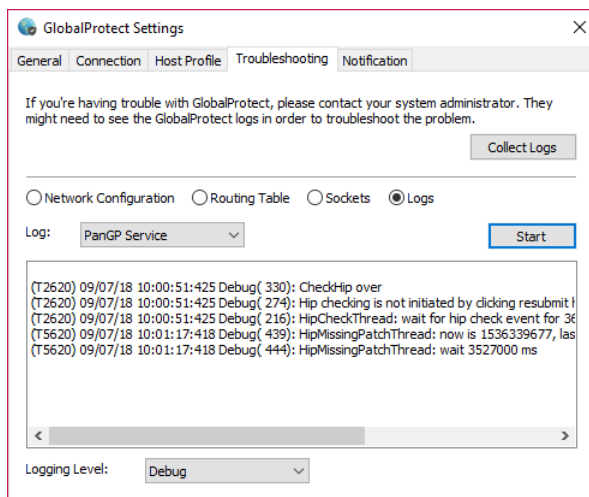 GlobalProtect Settings
General Connection Host Profile Troubleshooting Notification
If you're having trouble with GlobalProtect, please contact your system administrator. They
might need to see the GlobalProtect logs in order to troubleshoot the problem.
Collect Logs
Network Configuration Routing Table Sockets Logs
Log: PanGP Service Start
(T2620) 09/07/18 10:00:51:425 Debug( 330): CheckHip over
(T2620) 09/07/18 10:00:51:425 Debug( 274): Hip checking is not initiated by clicking resubmit
(T2620) 09/07/18 10:00:51:425 Debug( 216): HipCheckThread: wait for hip check event for 36
(T5620) 09/07/18 10:01:17:418 Debug( 439): HipMissingPatchThread: now is 1536339677, las
(T5620) 09/07/18 10:01:17:418 Debug( 444): HipMissingPatchThread: wait 3527000 ms
Logging Level: Debug